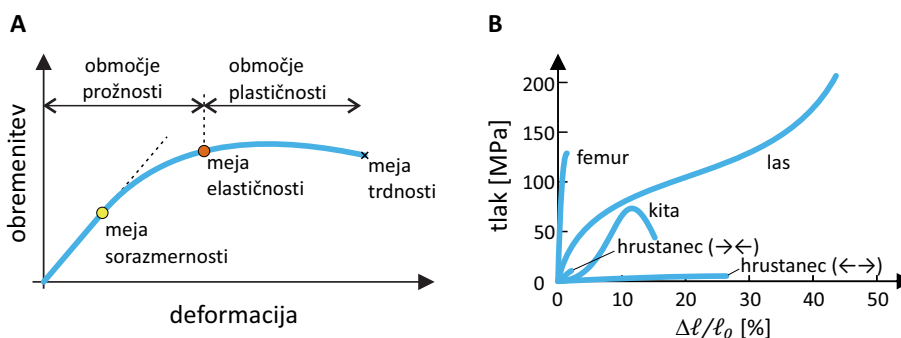 A
območje
prožnosti
območje
plastičnosti
obremenitev
meja
sorazmernosti
meja
elastičnosti
meja
trdnosti
deformacija
B
tlak [MPa]
200
150
100
50
0
femur
las
kita
hrustanec (→←)
hrustanec (←→)
0 10 20 30 40 50
Δℓ/ℓ₀ [%]